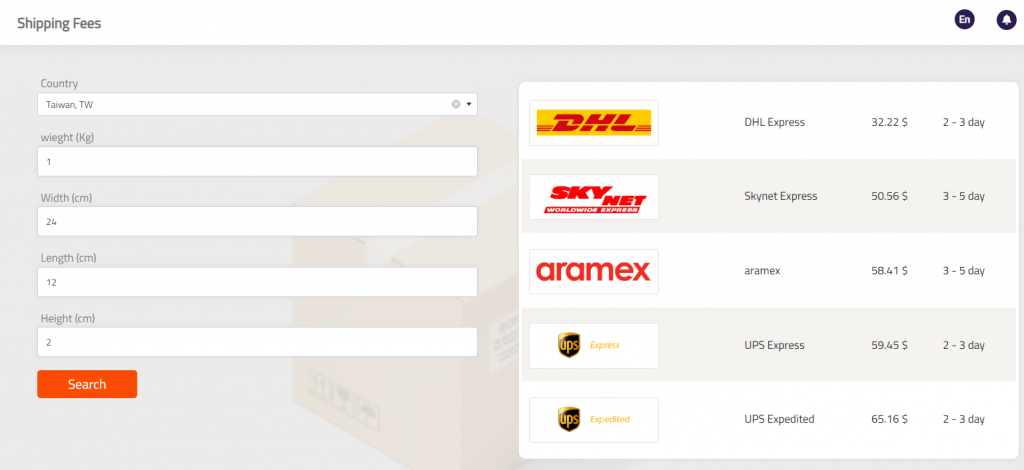 Shipping Fees
En
Country
Taiwan, TW
wieght (Kg)
1
Width (cm)
24
Length (cm)
12
Height (cm)
2
Search
DHL
DHL Express 32.22 $ 2 - 3 day
SKY
NET
WORLDWIDE EXPRESS
Skynet Express 50.56 $ 3 - 5 day
aramex
aramex 58.41 $ 3 - 5 day
ups Express
UPS Express 59.45 $ 2 - 3 day
ups Expedited
UPS Expedited 65.16 $ 2 - 3 day